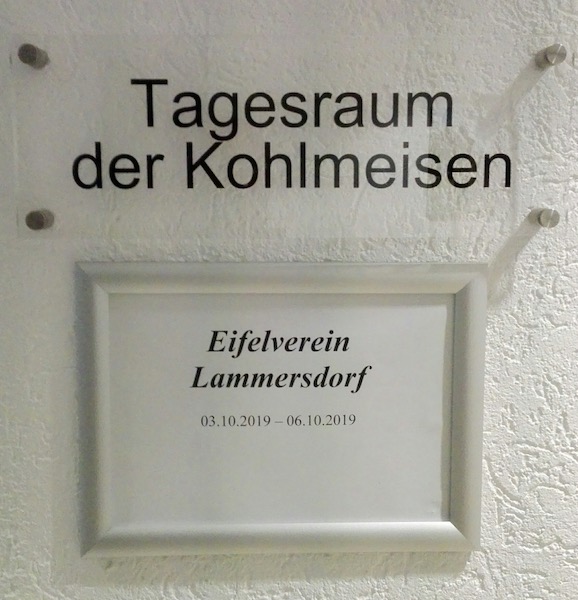 Tagesraum
der Kohlmeisen
Eifelverein
Lammersdorf
03.10.2019 – 06.10.2019